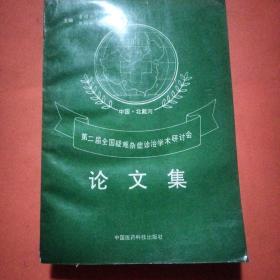 中国·北戴河
第二届全国疑难杂症诊治学术研讨会
论文集
中国医药科技出版社